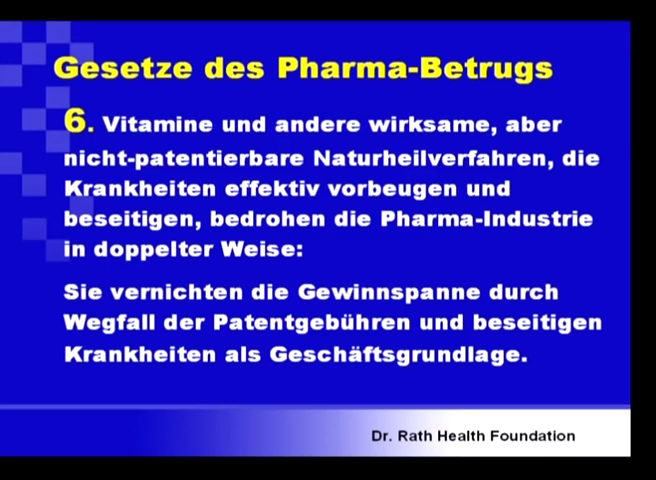 Gesetze des Pharma-Betrugs
6. Vitamine und andere wirksame, aber
nicht-patentierbare Naturheilverfahren, die
Krankheiten effektiv vorbeugen und
beseitigen, bedrohen die Pharma-Industrie
in doppelter Weise:
Sie vernichten die Gewinnspanne durch
Wegfall der Patentgebühren und beseitigen
Krankheiten als Geschäftsgrundlage.
Dr. Rath Health Foundation